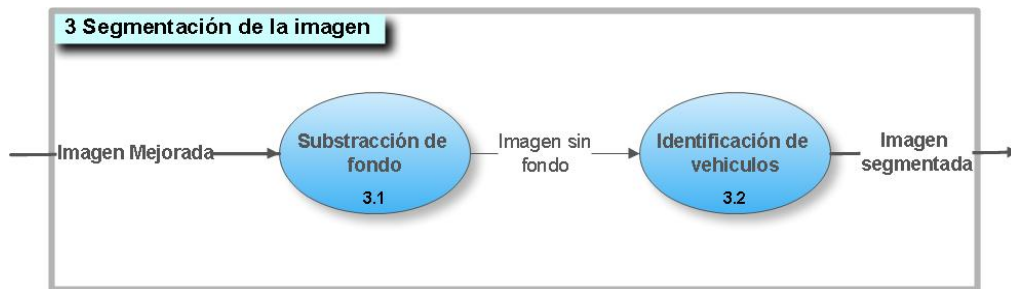 3 Segmentación de la imagen
Imagen Mejorada
Substracción de
fondo
3.1
Imagen sin
fondo
Identificación de
vehiculos
3.2
Imagen
segmentada